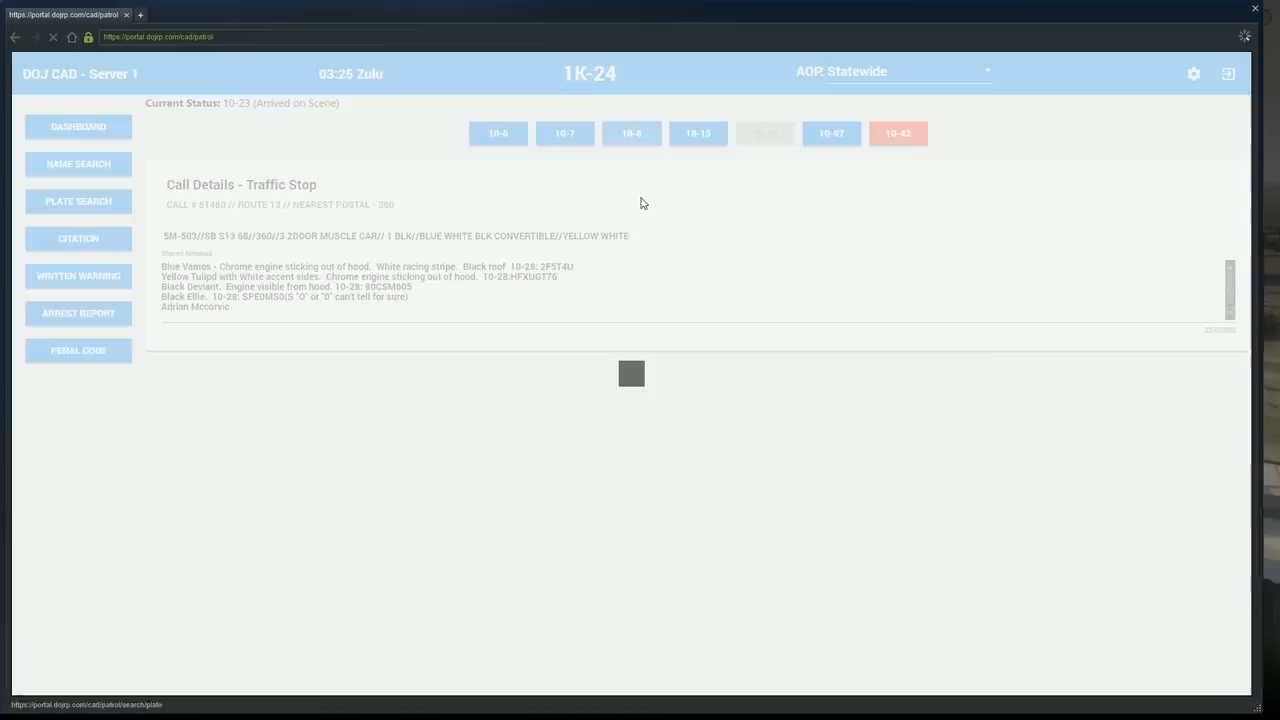 https://portal.dojrp.com/cad/patrol
https://portal.dojrp.com/cad/patrol
DOJ CAD - Server 1
03:25 Zulu
1K-24
AOP: Statewide
Current Status: 10-23 (Arrived on Scene)
DASHBOARD
10-6
10-7
10-8
10-15
10-97
10-42
NAME SEARCH
PLATE SEARCH
CITATION
WRITTEN WARNING
ARREST REPORT
PENAL CODE
Call Details - Traffic Stop
CALL # 61480 // ROUTE 13 // NEAREST POSTAL - 360
5M-503//SB S13 68//360//3 2DOOR MUSCLE CAR// 1 BLK//BLUE WHITE BLK CONVERTIBLE//YELLOW WHITE
Shared Notepad
Blue Vamos - Chrome engine sticking out of hood. White racing stripe. Black roof 10-28: 2F5T4U
Yellow Tulipd with White accent sides. Chrome engine sticking out of hood. 10-28:HFXUGT76
Black Deviant. Engine visible from hood. 10-28: 80CSM605
Black Ellie. 10-28: SPE0MS0(S "O" or "0" can't tell for sure)
Adrian Mccorvic
https://portal.dojrp.com/cad/patrol/search/plate